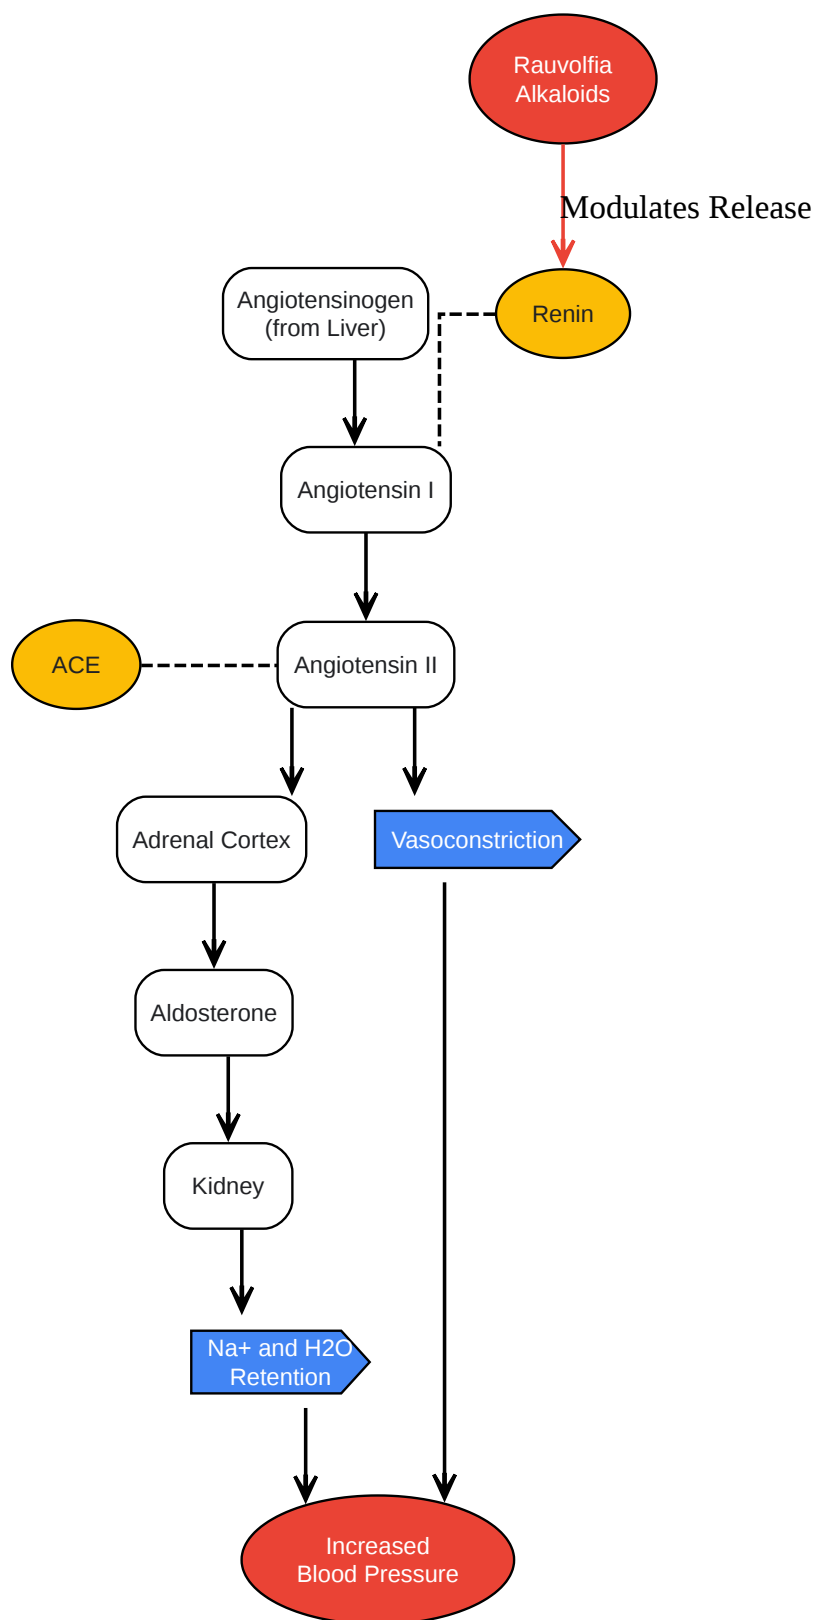 Rauvolfia
Alkaloids
Modulates Release
Angiotensinogen
(from Liver)
Renin
Angiotensin I
ACE
Angiotensin II
Adrenal Cortex
Vasoconstriction
Aldosterone
Kidney
Na+ and H2O
Retention
Increased
Blood Pressure